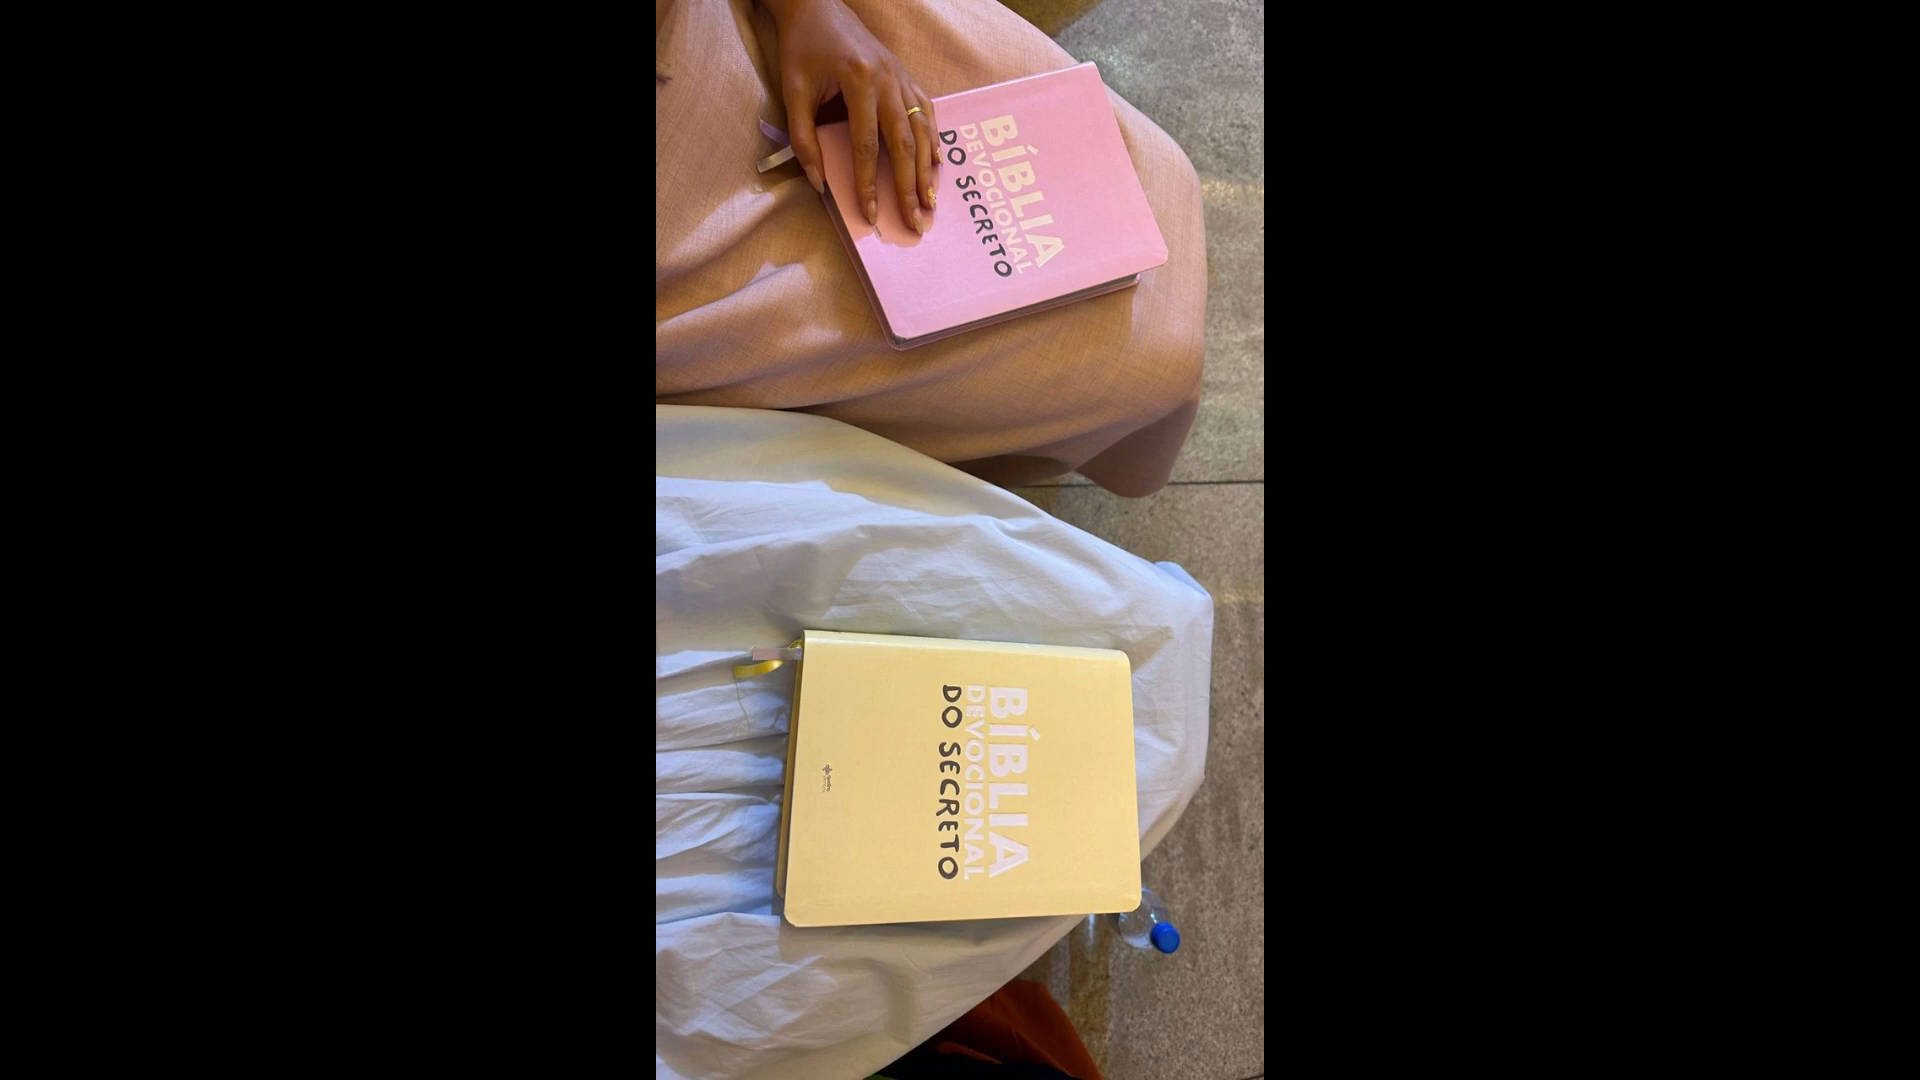 BÍBLIA
DEVOCIONAL
DO SECRETO
BÍBLIA
DEVOCIONAL
DO SECRETO